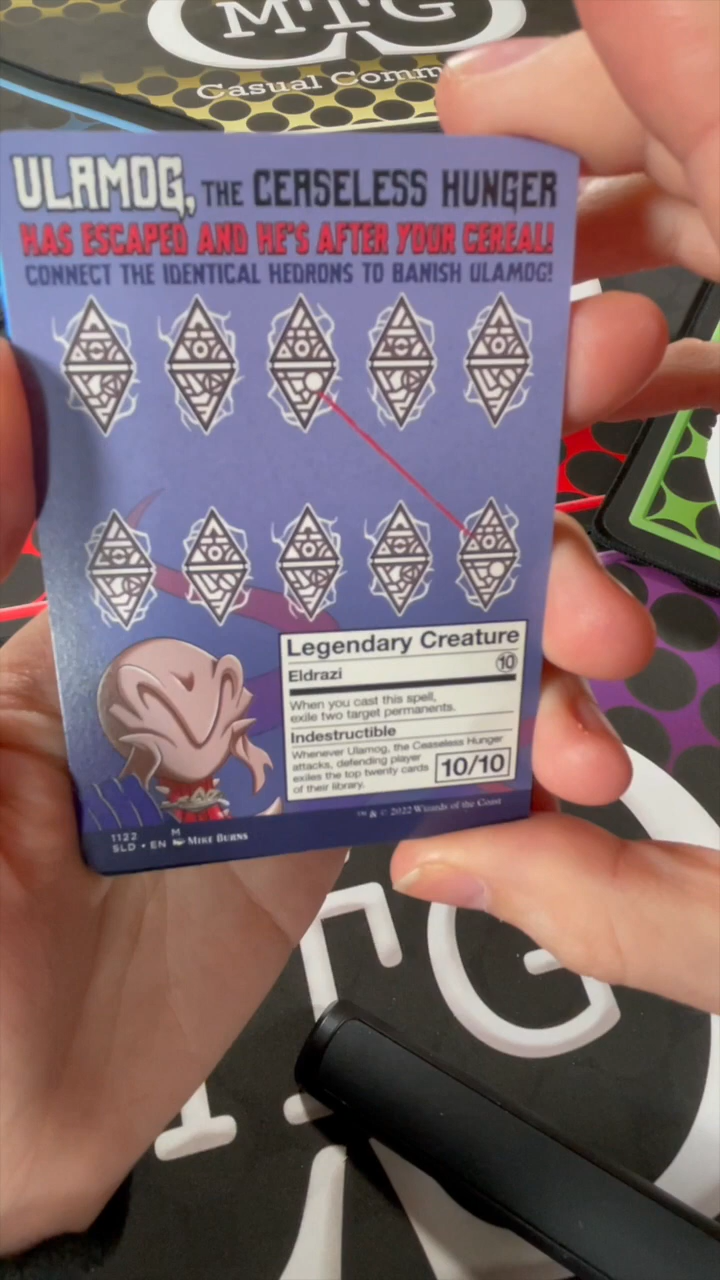 MTG
Casual Comm
ULAMOG, THE CEASELESS HUNGER
HAS ESCAPED AND HE'S AFTER YOUR CEREAL!
CONNECT THE IDENTICAL HEDRONS TO BANISH ULAMOG!
Legendary Creature
Eldrazi 10
When you cast this spell,
exile two target permanents.
Indestructible
Whenever Ulamog, the Ceaseless Hunger
attacks, defending player
exiles the top twenty cards
of their library.
10/10
1122 M
SLD • EN MIKE BURNS
™ & © 2022 Wizards of the Coast